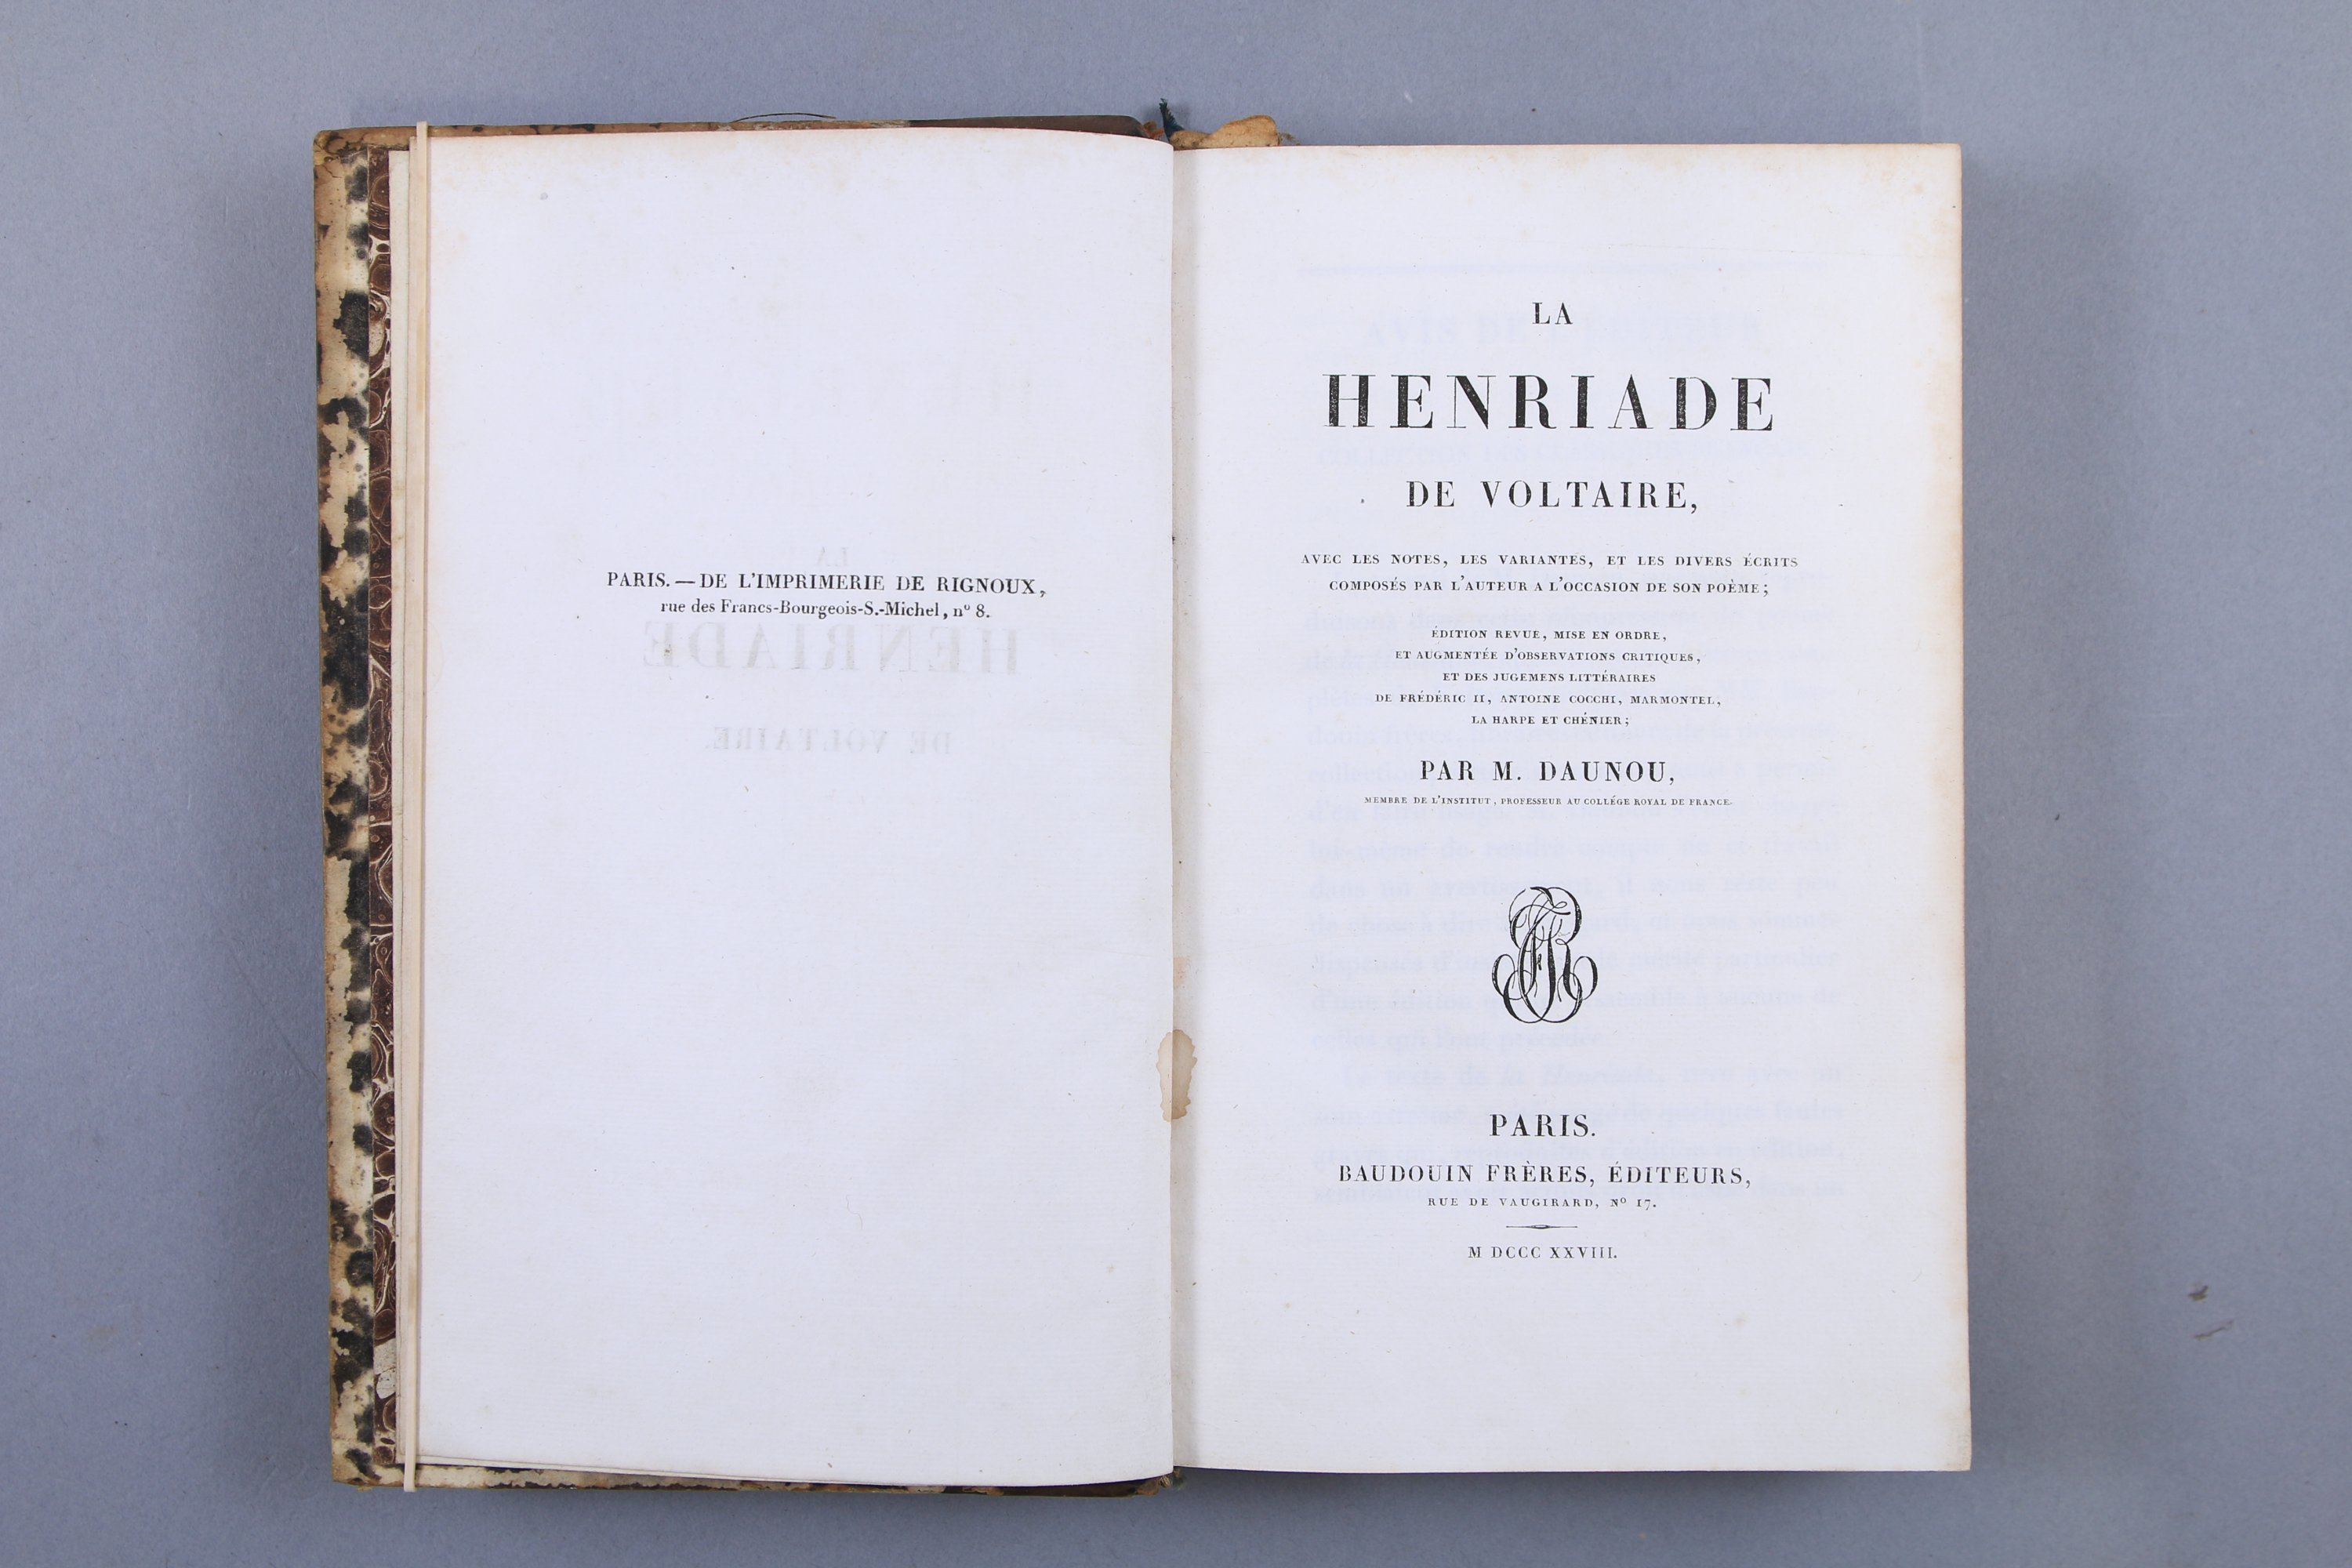 PARIS. — DE L'IMPRIMERIE DE RIGNOUX,
rue des Francs-Bourgeois-S.-Michel, nº 8.
LA
HENRIADE
DE VOLTAIRE,
AVEC LES NOTES, LES VARIANTES, ET LES DIVERS ÉCRITS
COMPOSÉS PAR L'AUTEUR A L'OCCASION DE SON POÈME;
ÉDITION REVUE, MISE EN ORDRE,
ET AUGMENTÉE D'OBSERVATIONS CRITIQUES,
ET DES JUGEMENS LITTÉRAIRES
DE FRÉDÉRIC II, ANTOINE COCCHI, MARMONTEL,
LA HARPE ET CHÉNIER;
PAR M. DAUNOU,
MEMBRE DE L'INSTITUT, PROFESSEUR AU COLLÉGE ROYAL DE FRANCE.
PARIS.
BAUDOUIN FRÈRES, ÉDITEURS,
RUE DE VAUGIRARD, Nº 17.
M DCCC XXVIII.